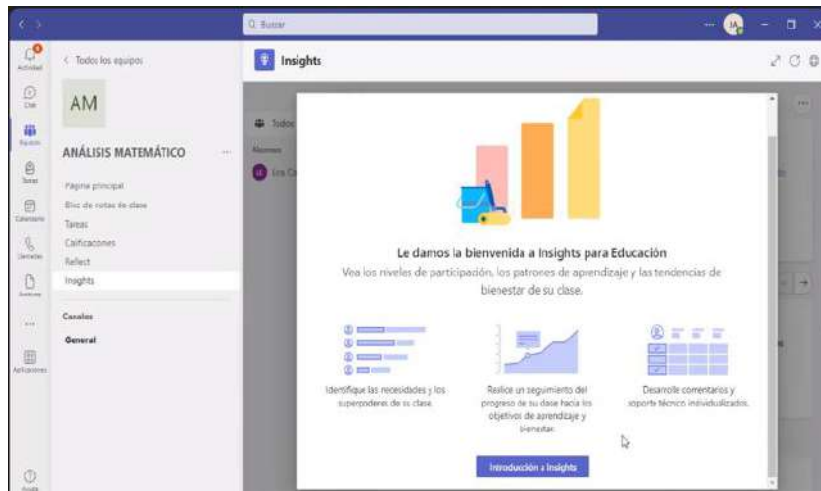 Buscar
JA
Actividad
Chat
Equipos
Tareas
Calendario
Llamadas
Archivos
Aplicaciones
Ayuda
Todos los equipos
AM
ANÁLISIS MATEMÁTICO
Página principal
Bloc de notas de clase
Tareas
Calificaciones
Reflect
Insights
Canales
General
Insights
Todos
Le damos la bienvenida a Insights para Educación
Vea los niveles de participación, los patrones de aprendizaje y las tendencias de
bienestar de su clase.
Identifique las necesidades y los
superpoderes de su clase.
Realice un seguimiento del
progreso de su clase hacia los
objetivos de aprendizaje y
bienestar.
Desarrolle comentarios y
soporte técnico individualizados.
Introducción a Insights